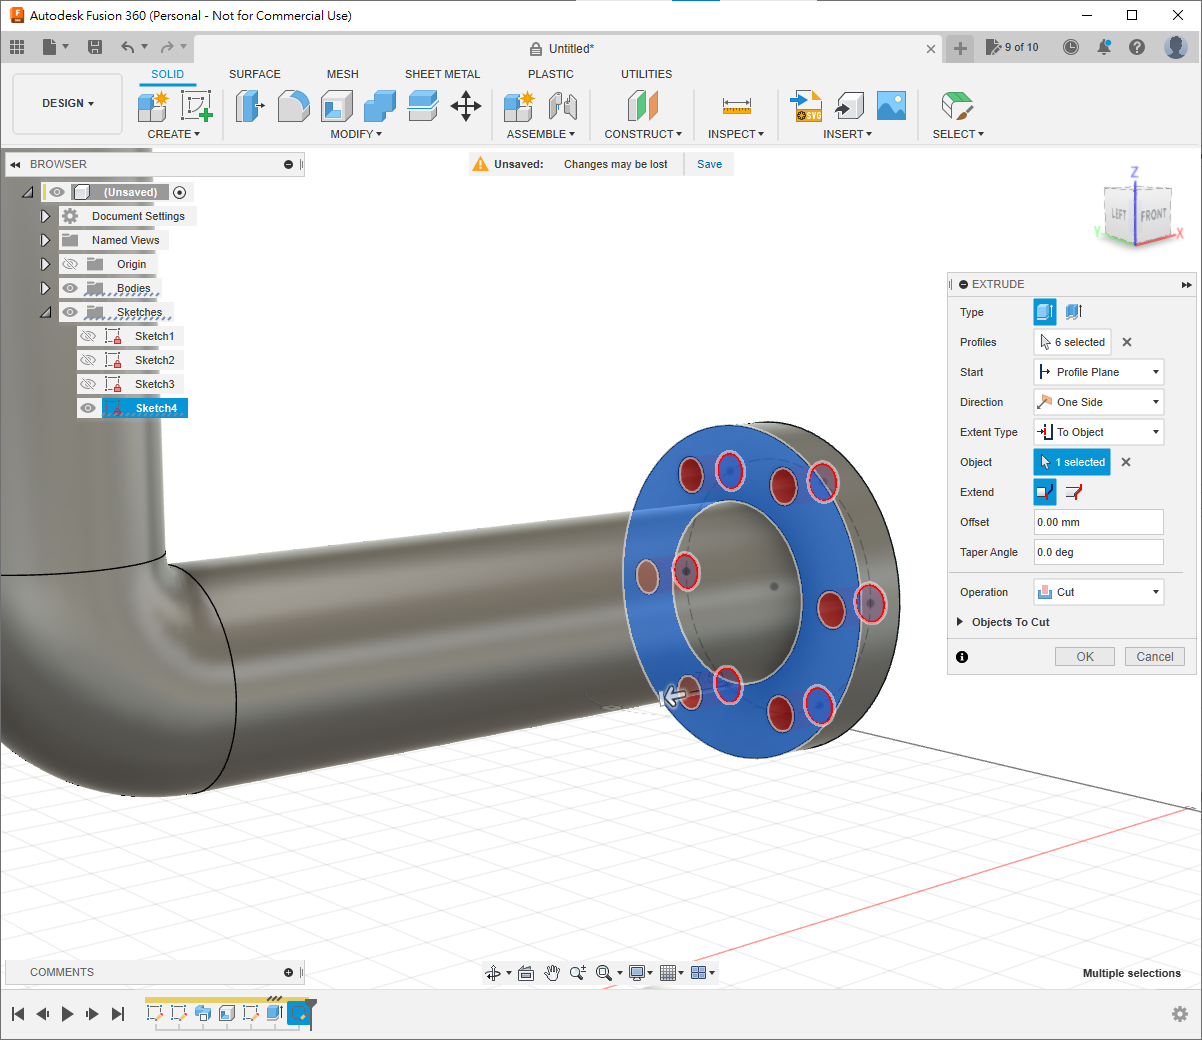 Autodesk Fusion 360 (Personal - Not for Commercial Use)
Untitled*
9 of 10
DESIGN
SOLID
SURFACE
MESH
SHEET METAL
PLASTIC
UTILITIES
CREATE
MODIFY
ASSEMBLE
CONSTRUCT
INSPECT
INSERT
SELECT
SVG
BROWSER
Unsaved:
Changes may be lost
Save
(Unsaved)
Document Settings
Named Views
Origin
Bodies
Sketches
Sketch1
Sketch2
Sketch3
Sketch4
Z
LEFT
FRONT
Y
X
EXTRUDE
Type
Profiles
6 selected
Start
Profile Plane
Direction
One Side
Extent Type
To Object
Object
1 selected
Extend
Offset
0.00 mm
Taper Angle
0.0 deg
Operation
Cut
Objects To Cut
OK
Cancel
COMMENTS
Multiple selections